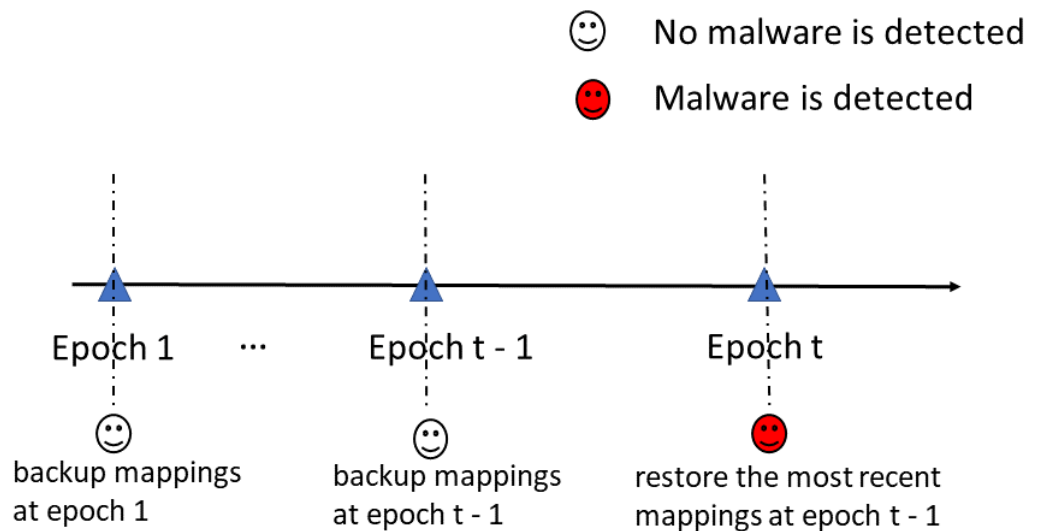 No malware is detected
Malware is detected
Epoch 1 ... Epoch t - 1 Epoch t
backup mappings
at epoch 1
backup mappings
at epoch t - 1
restore the most recent
mappings at epoch t - 1